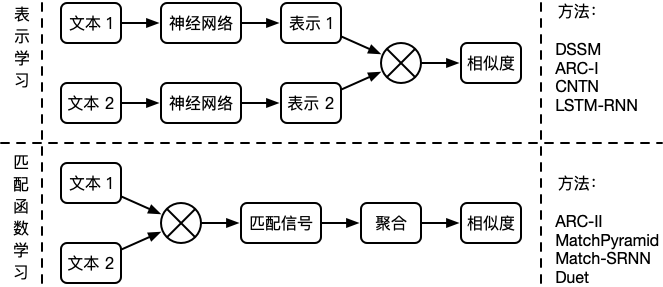 表示学习
文本 1
神经网络
表示 1
文本 2
神经网络
表示 2
相似度
方法：
DSSM
ARC-I
CNTN
LSTM-RNN
匹配函数学习
文本 1
文本 2
匹配信号
聚合
相似度
方法：
ARC-II
MatchPyramid
Match-SRNN
Duet